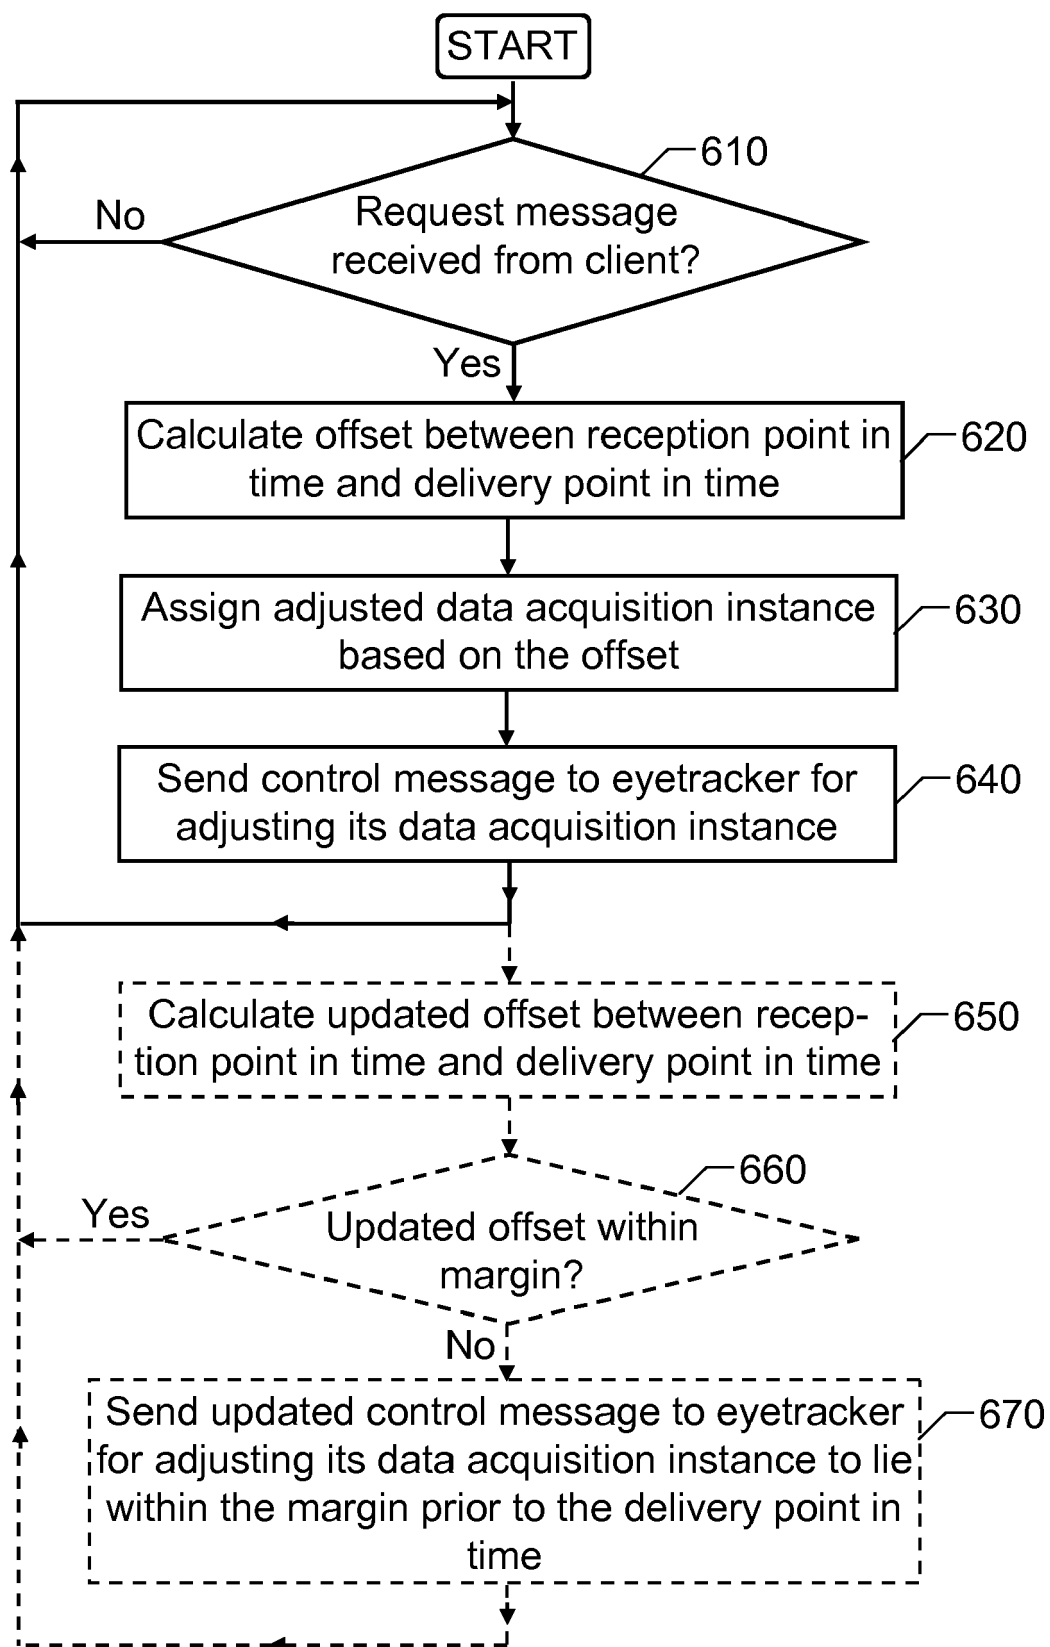 START
610
Request message
received from client?
No
Yes
Calculate offset between reception point in
time and delivery point in time
620
Assign adjusted data acquisition instance
based on the offset
630
Send control message to eyetracker for
adjusting its data acquisition instance
640
Calculate updated offset between recep-
tion point in time and delivery point in time
650
660
Updated offset within
margin?
Yes
No
Send updated control message to eyetracker
for adjusting its data acquisition instance to lie
within the margin prior to the delivery point in
time
670